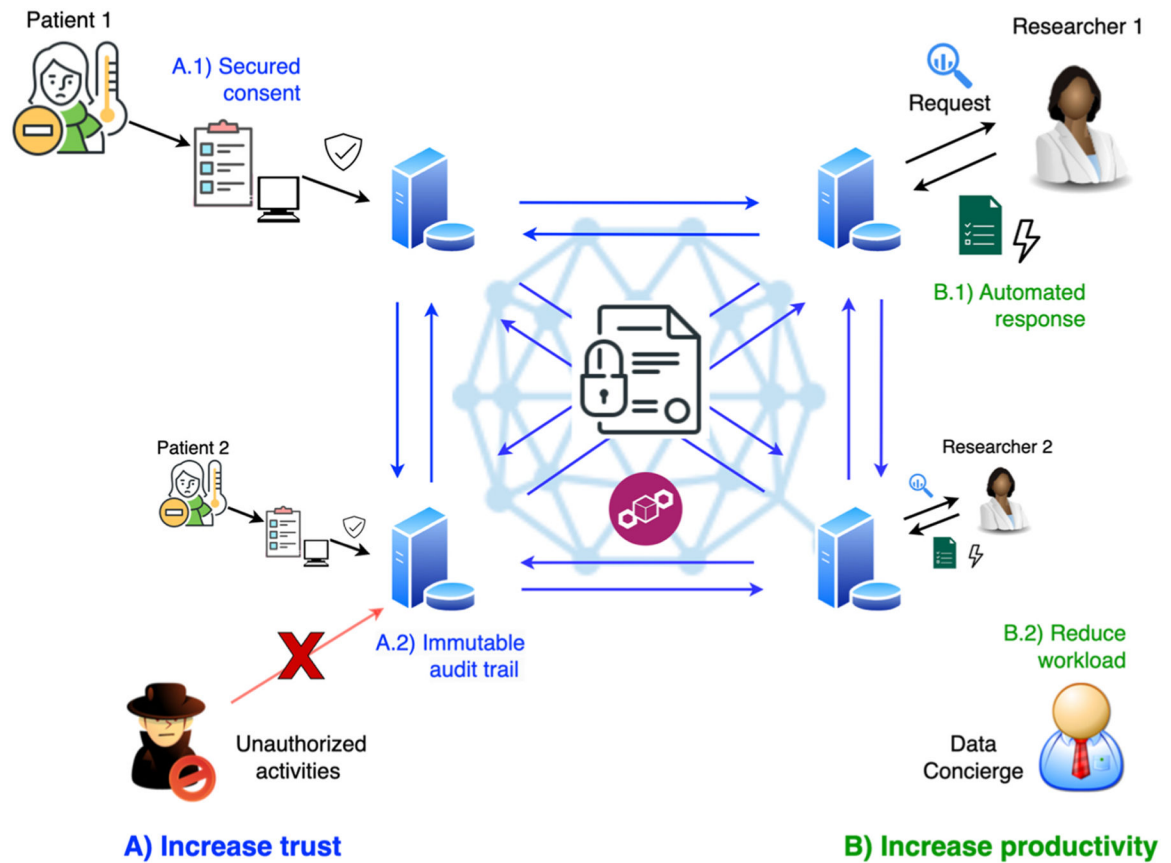 Patient 1
A.1) Secured
consent
Researcher 1
Request
B.1) Automated
response
Patient 2
Researcher 2
A.2) Immutable
audit trail
B.2) Reduce
workload
Unauthorized
activities
Data
Concierge
A) Increase trust
B) Increase productivity